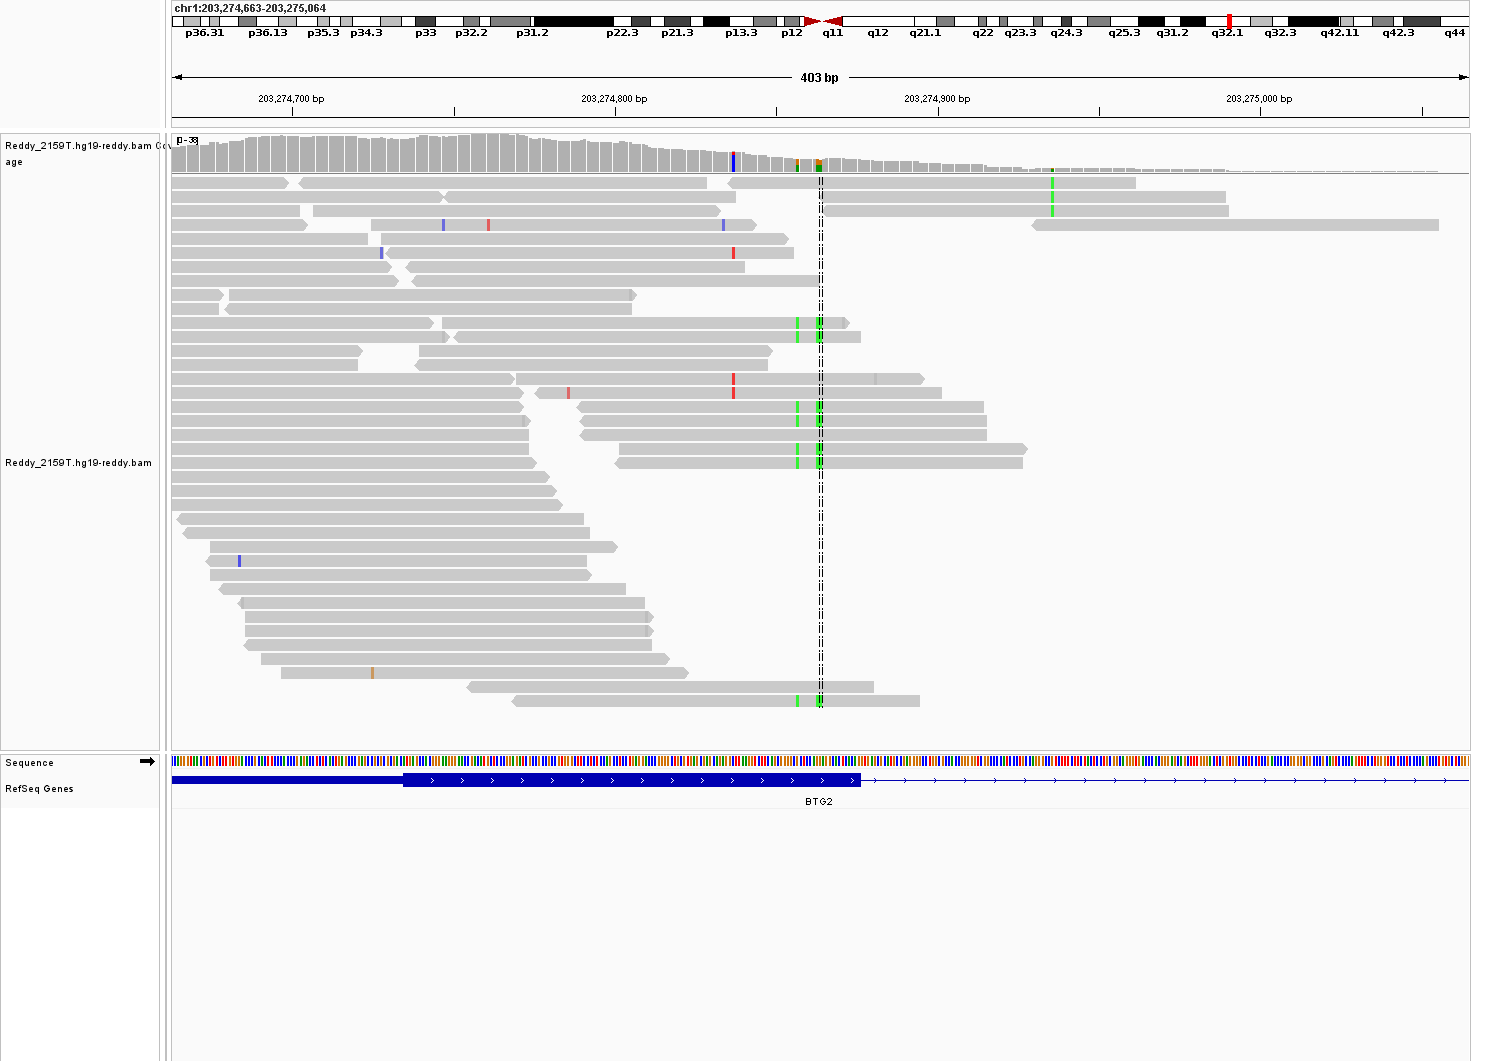 chr1:203,274,663-203,275,064
p36.31 p36.13 p35.3 p34.3 p33 p32.2 p31.2 p22.3 p21.3 p13.3 p12 q11 q12 q21.1 q22 q23.3 q24.3 q25.3 q31.2 q32.1 q32.3 q42.11 q42.3 q44
403 bp
203,274,700 bp 203,274,800 bp 203,274,900 bp 203,275,000 bp
[0-38]
Reddy_2159T.hg19-reddy.bam Cov
age
Reddy_2159T.hg19-reddy.bam
Sequence
RefSeq Genes
BTG2